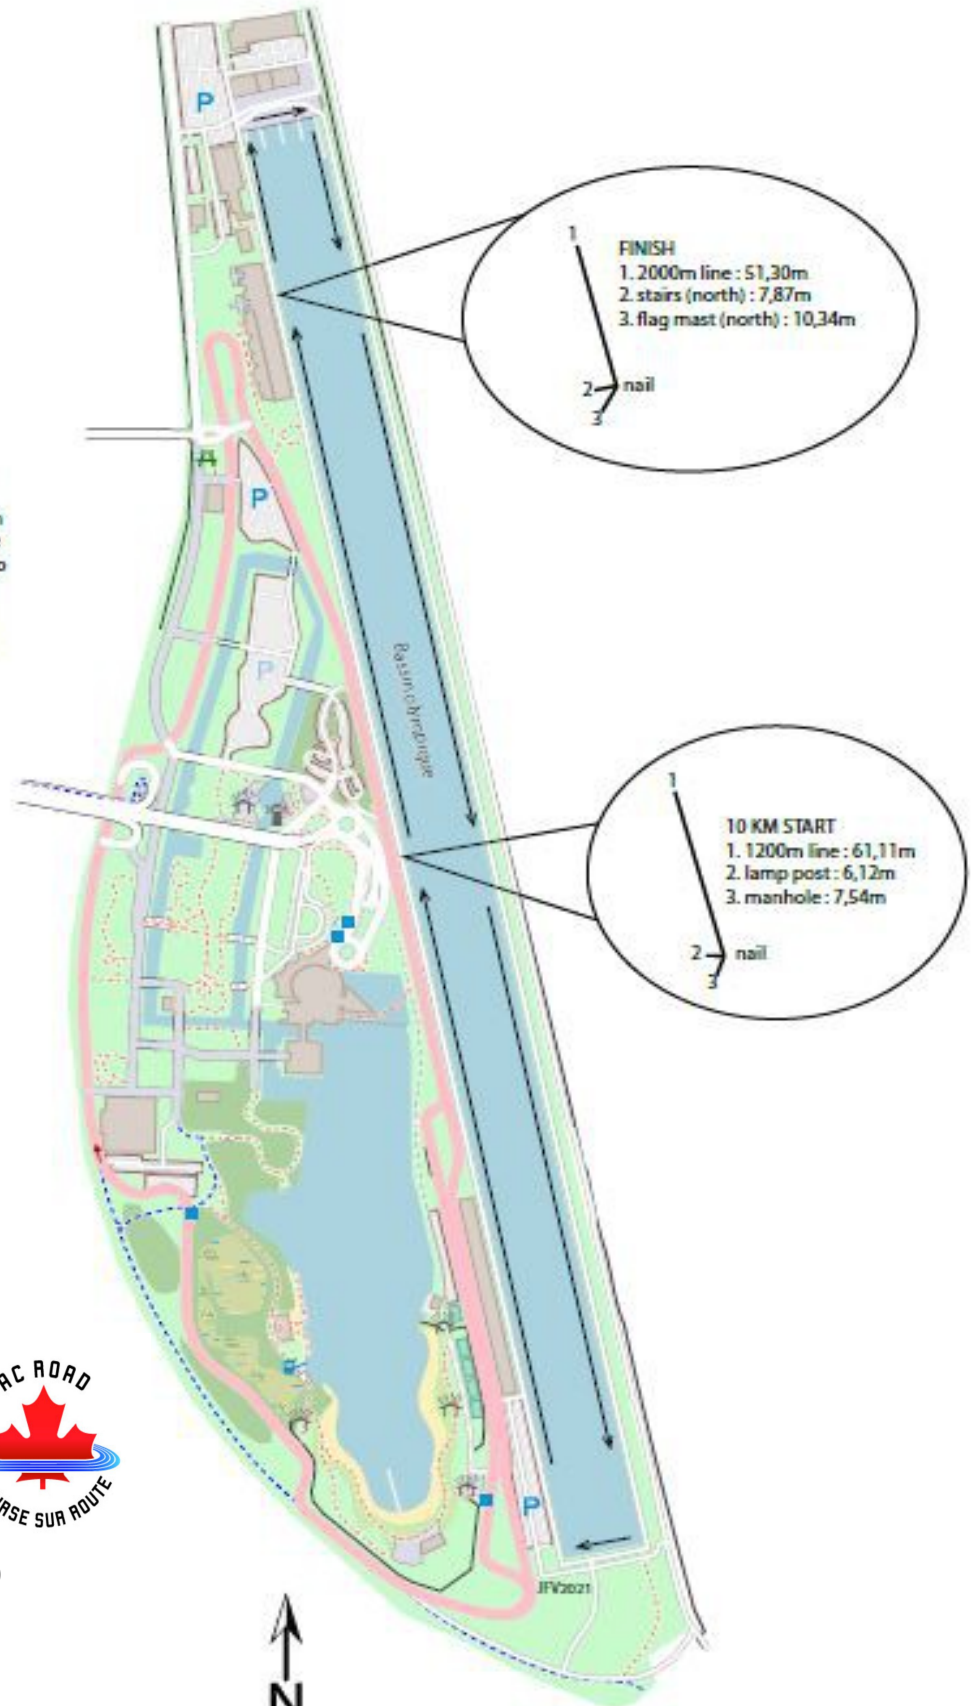 P
1
FINISH
1. 2000m line : 51,30m
2. stairs (north) : 7,87m
3. flag mast (north) : 10,34m
2
nail
3
P
P
Bassin olympique
1
10 KM START
1. 1200m line : 61,11m
2. lamp post : 6,12m
3. manhole : 7,54m
2
nail
3
AC ROAD
RSE SUR ROUTE
P
JFV2021
N